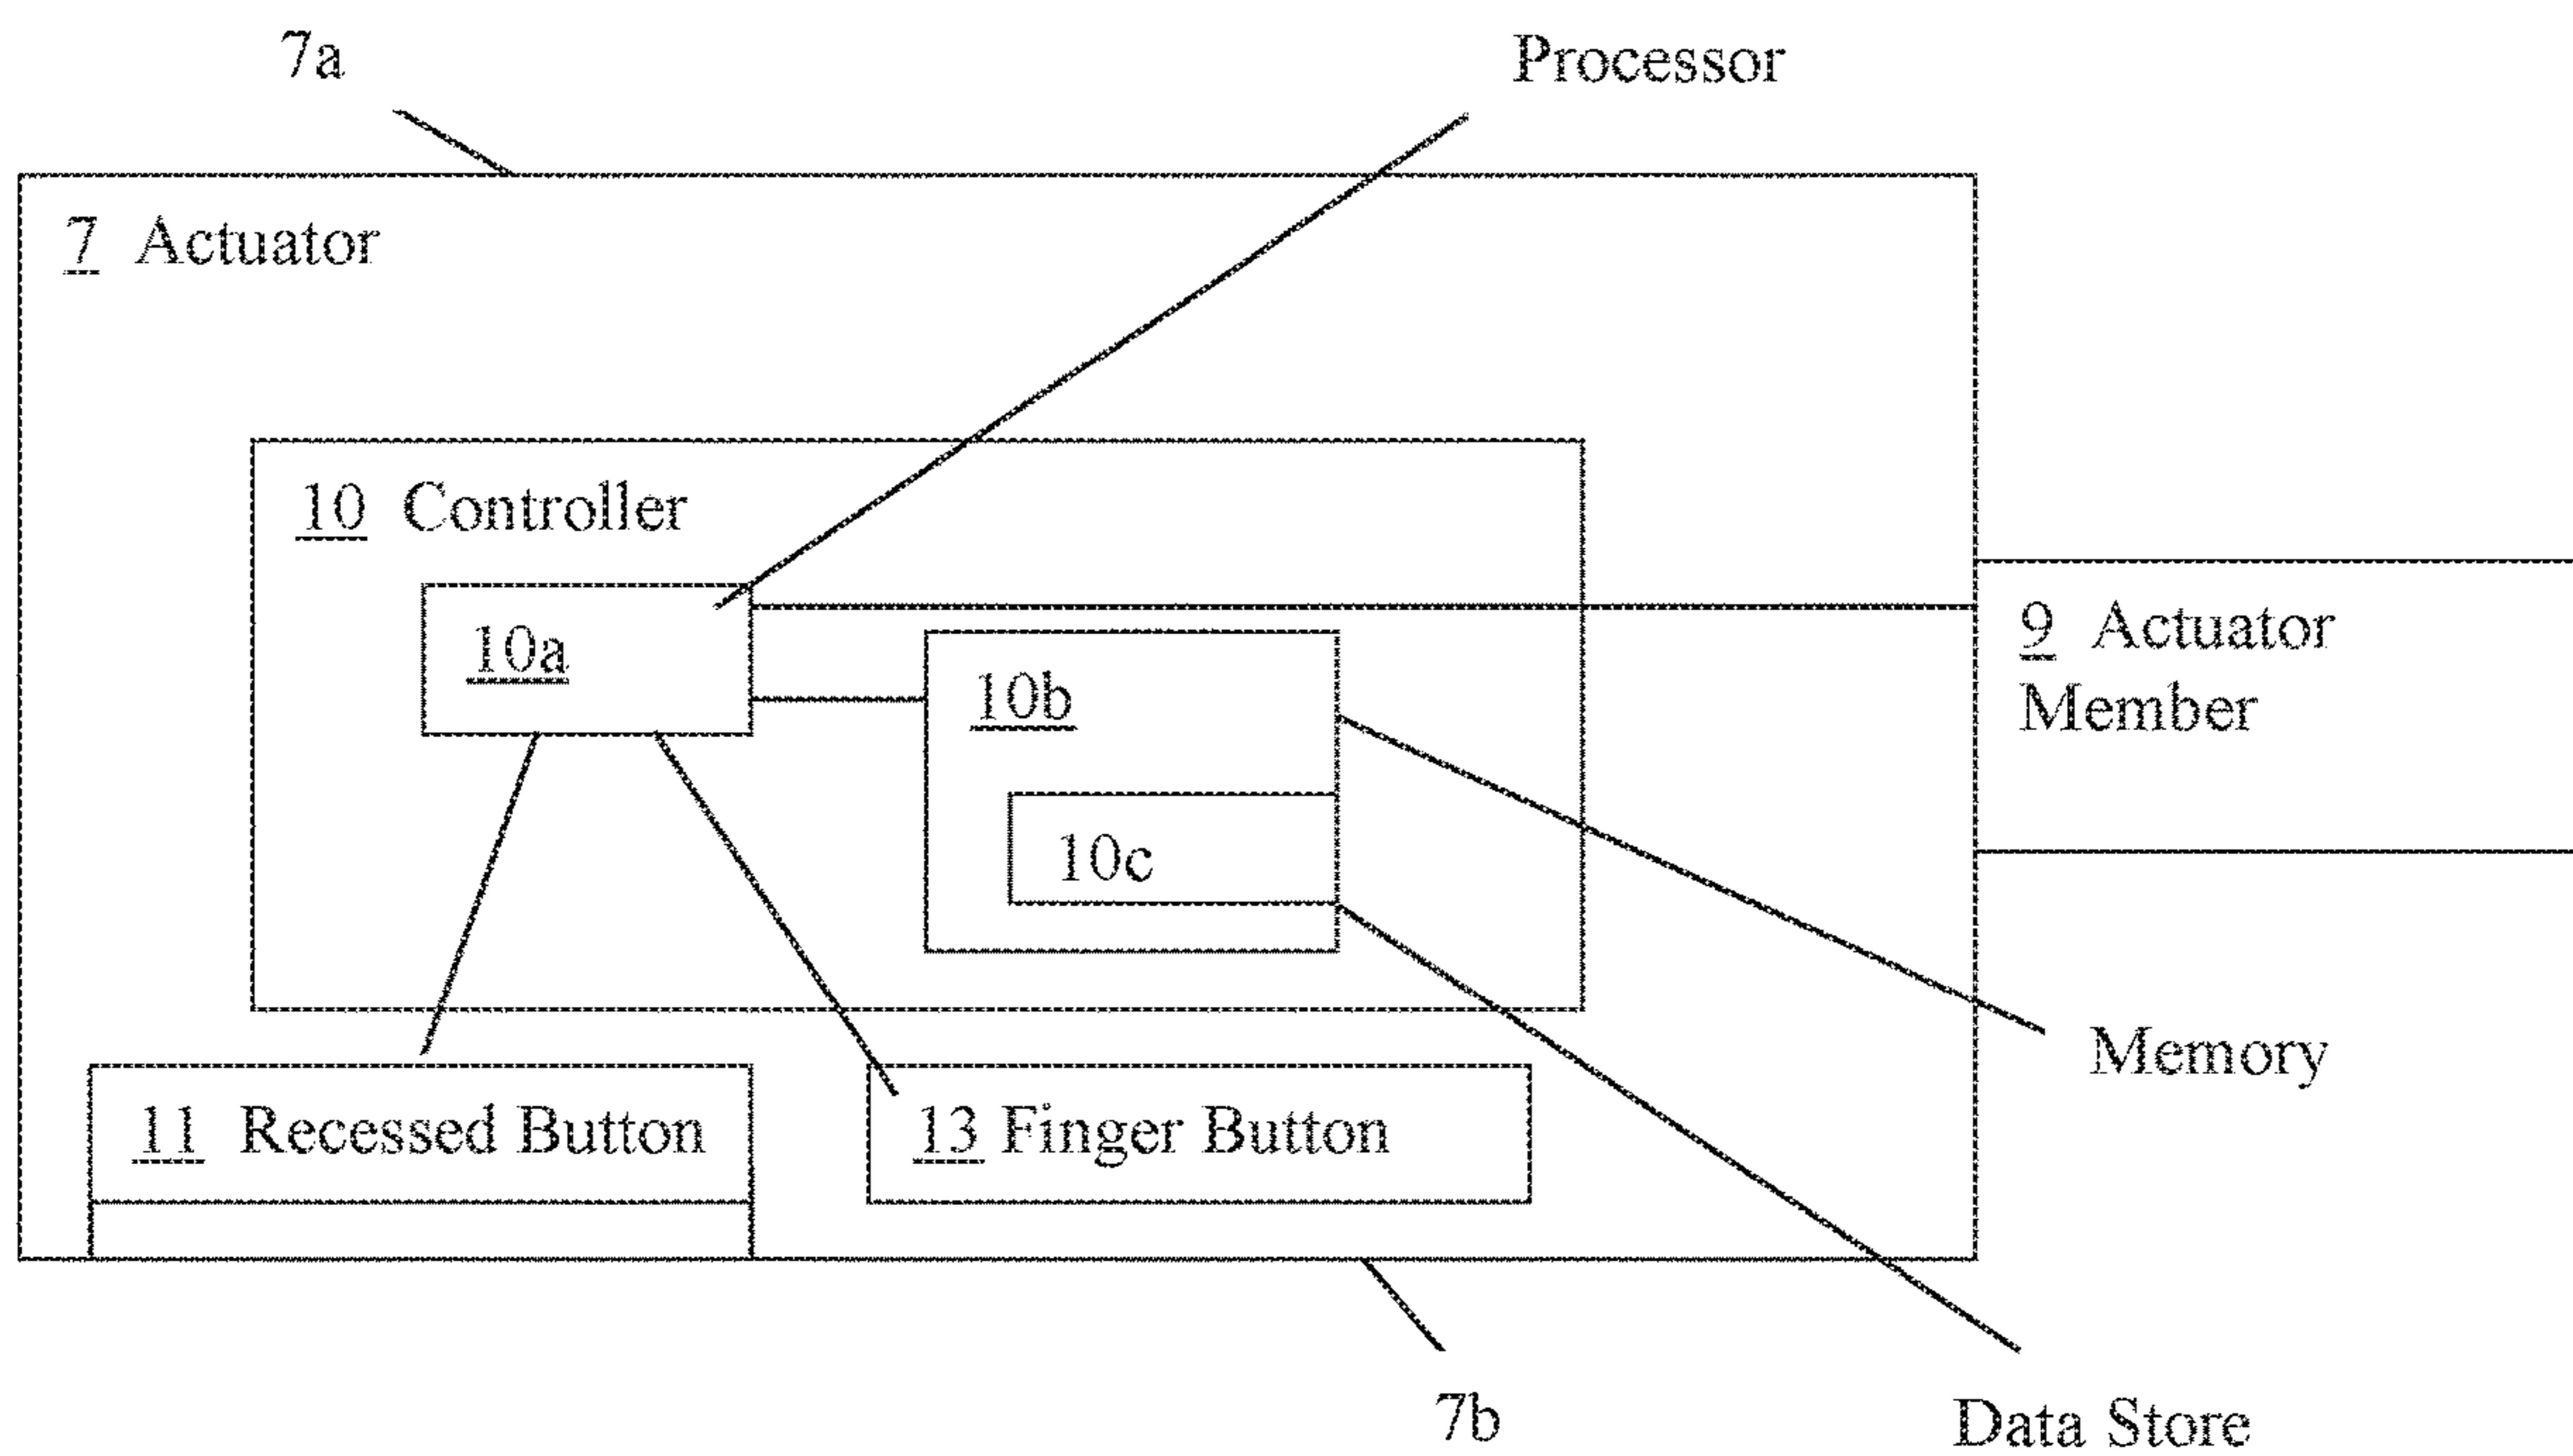 7a
Processor
7 Actuator
10 Controller
10a
9 Actuator
Member
10b
10c
Memory
11 Recessed Button
13 Finger Button
7b
Data Store